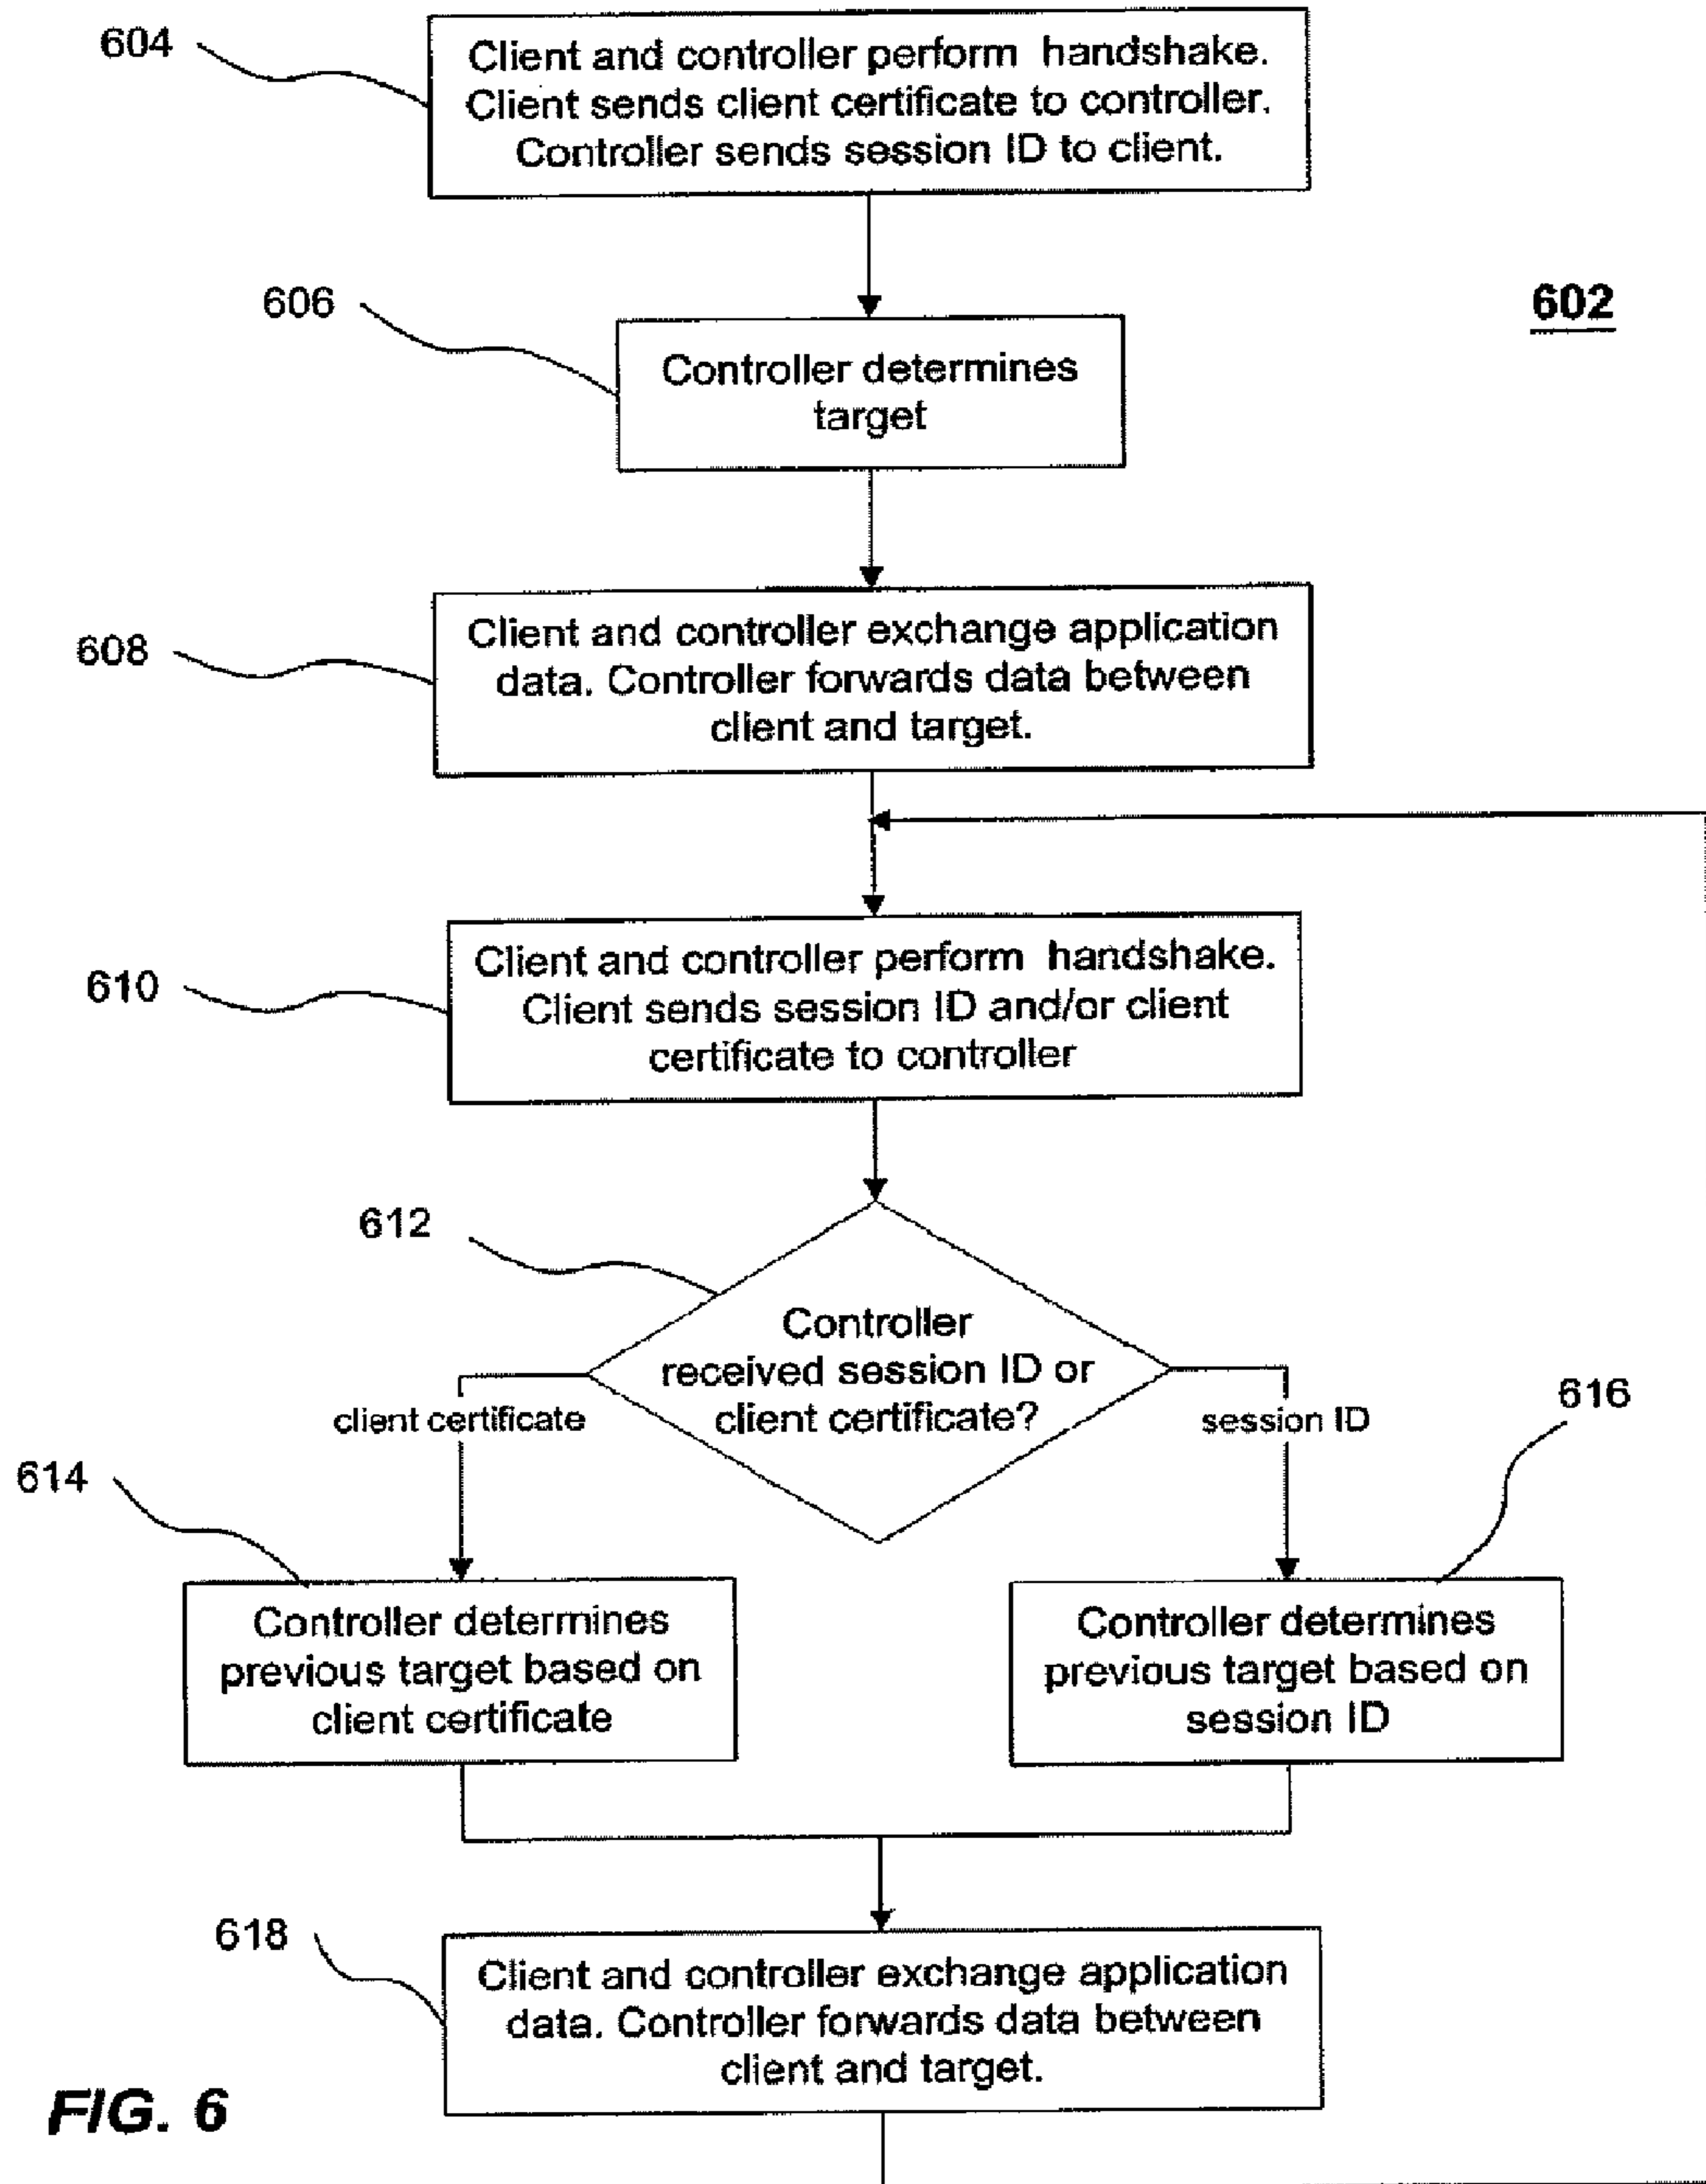 604
Client and controller perform handshake.
Client sends client certificate to controller.
Controller sends session ID to client.
606
602
Controller determines
target
608
Client and controller exchange application
data. Controller forwards data between
client and target.
610
Client and controller perform handshake.
Client sends session ID and/or client
certificate to controller
612
Controller
received session ID or
client certificate?
client certificate
session ID
616
614
Controller determines
previous target based on
client certificate
Controller determines
previous target based on
session ID
618
Client and controller exchange application
data. Controller forwards data between
client and target.
FIG. 6